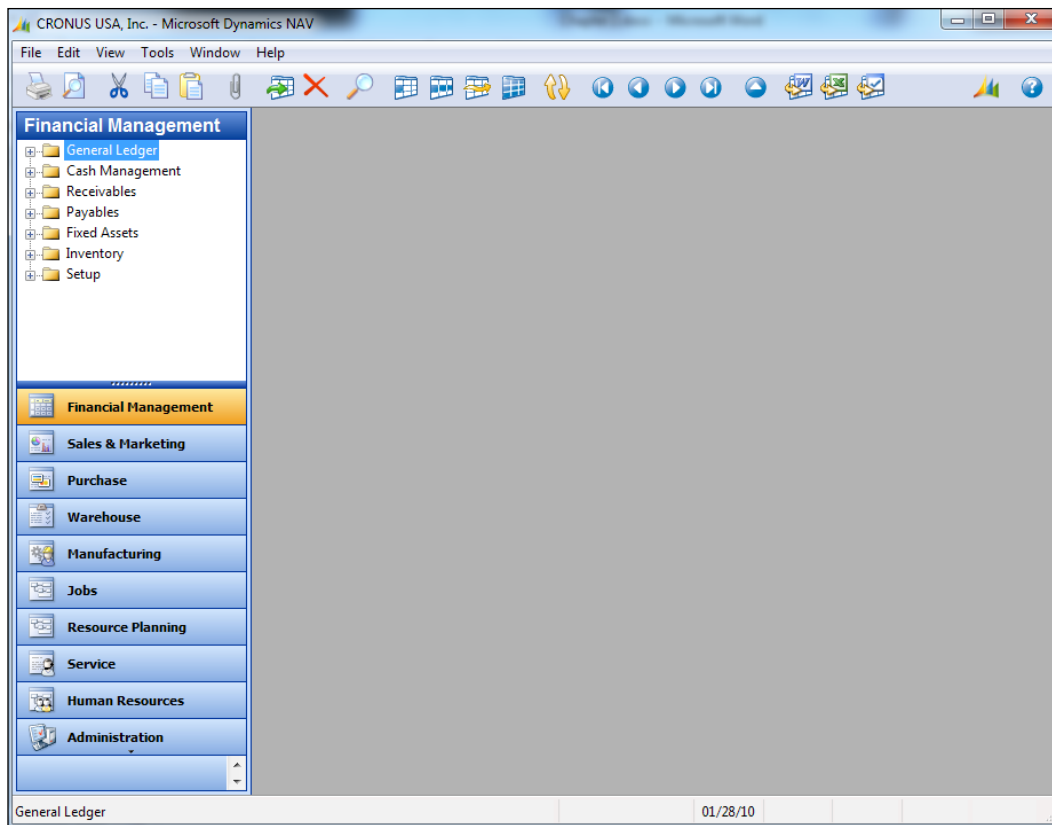 CRONUS USA, Inc. - Microsoft Dynamics NAV
File Edit View Tools Window Help
Financial Management
General Ledger
Cash Management
Receivables
Payables
Fixed Assets
Inventory
Setup
Financial Management
Sales & Marketing
Purchase
Warehouse
Manufacturing
Jobs
Resource Planning
Service
Human Resources
Administration
General Ledger 01/28/10